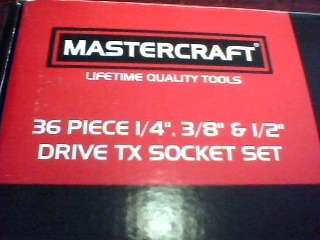 MASTERCRAFT®
LIFETIME QUALITY TOOLS
36 PIECE 1/4", 3/8" & 1/2"
DRIVE TX SOCKET SET